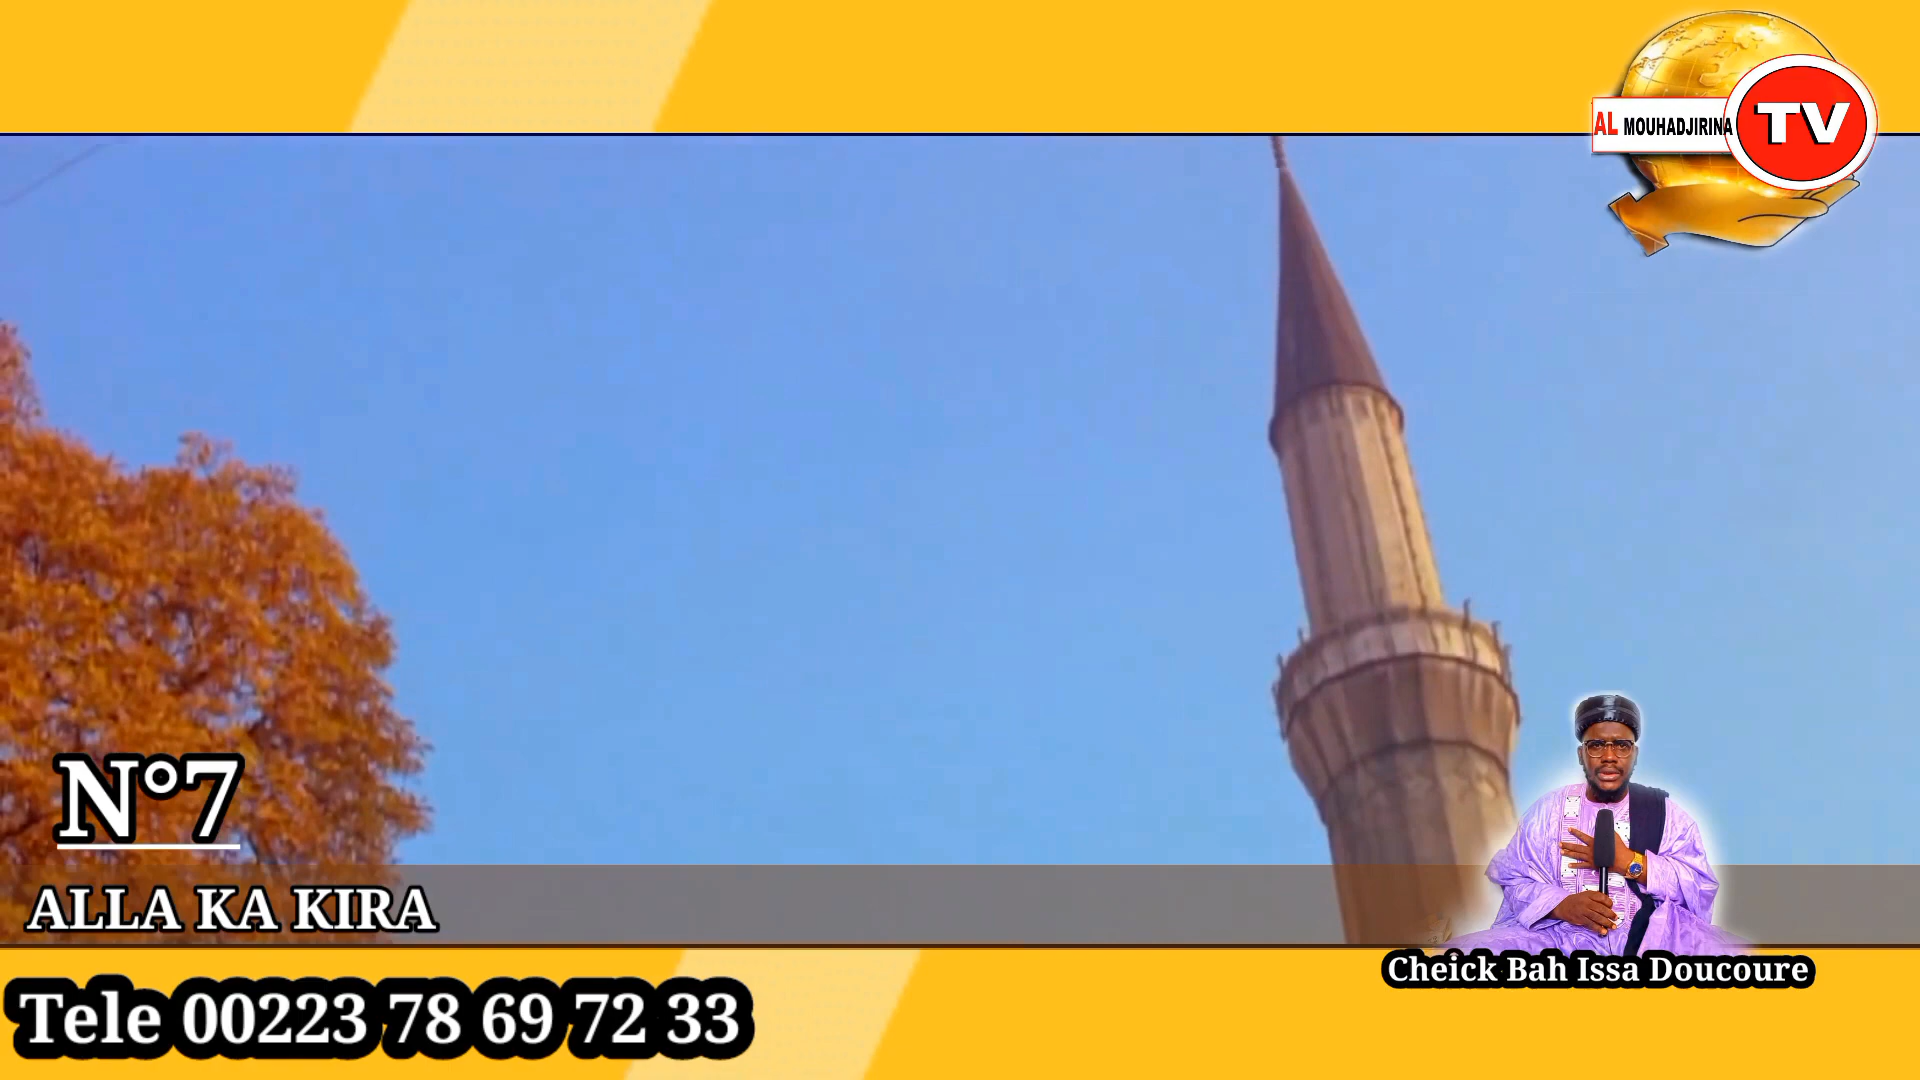 AL MOUHADJIRINA TV
N°7
ALLA KA KIRA
Cheick Bah Issa Doucoure
Tele 00223 78 69 72 33